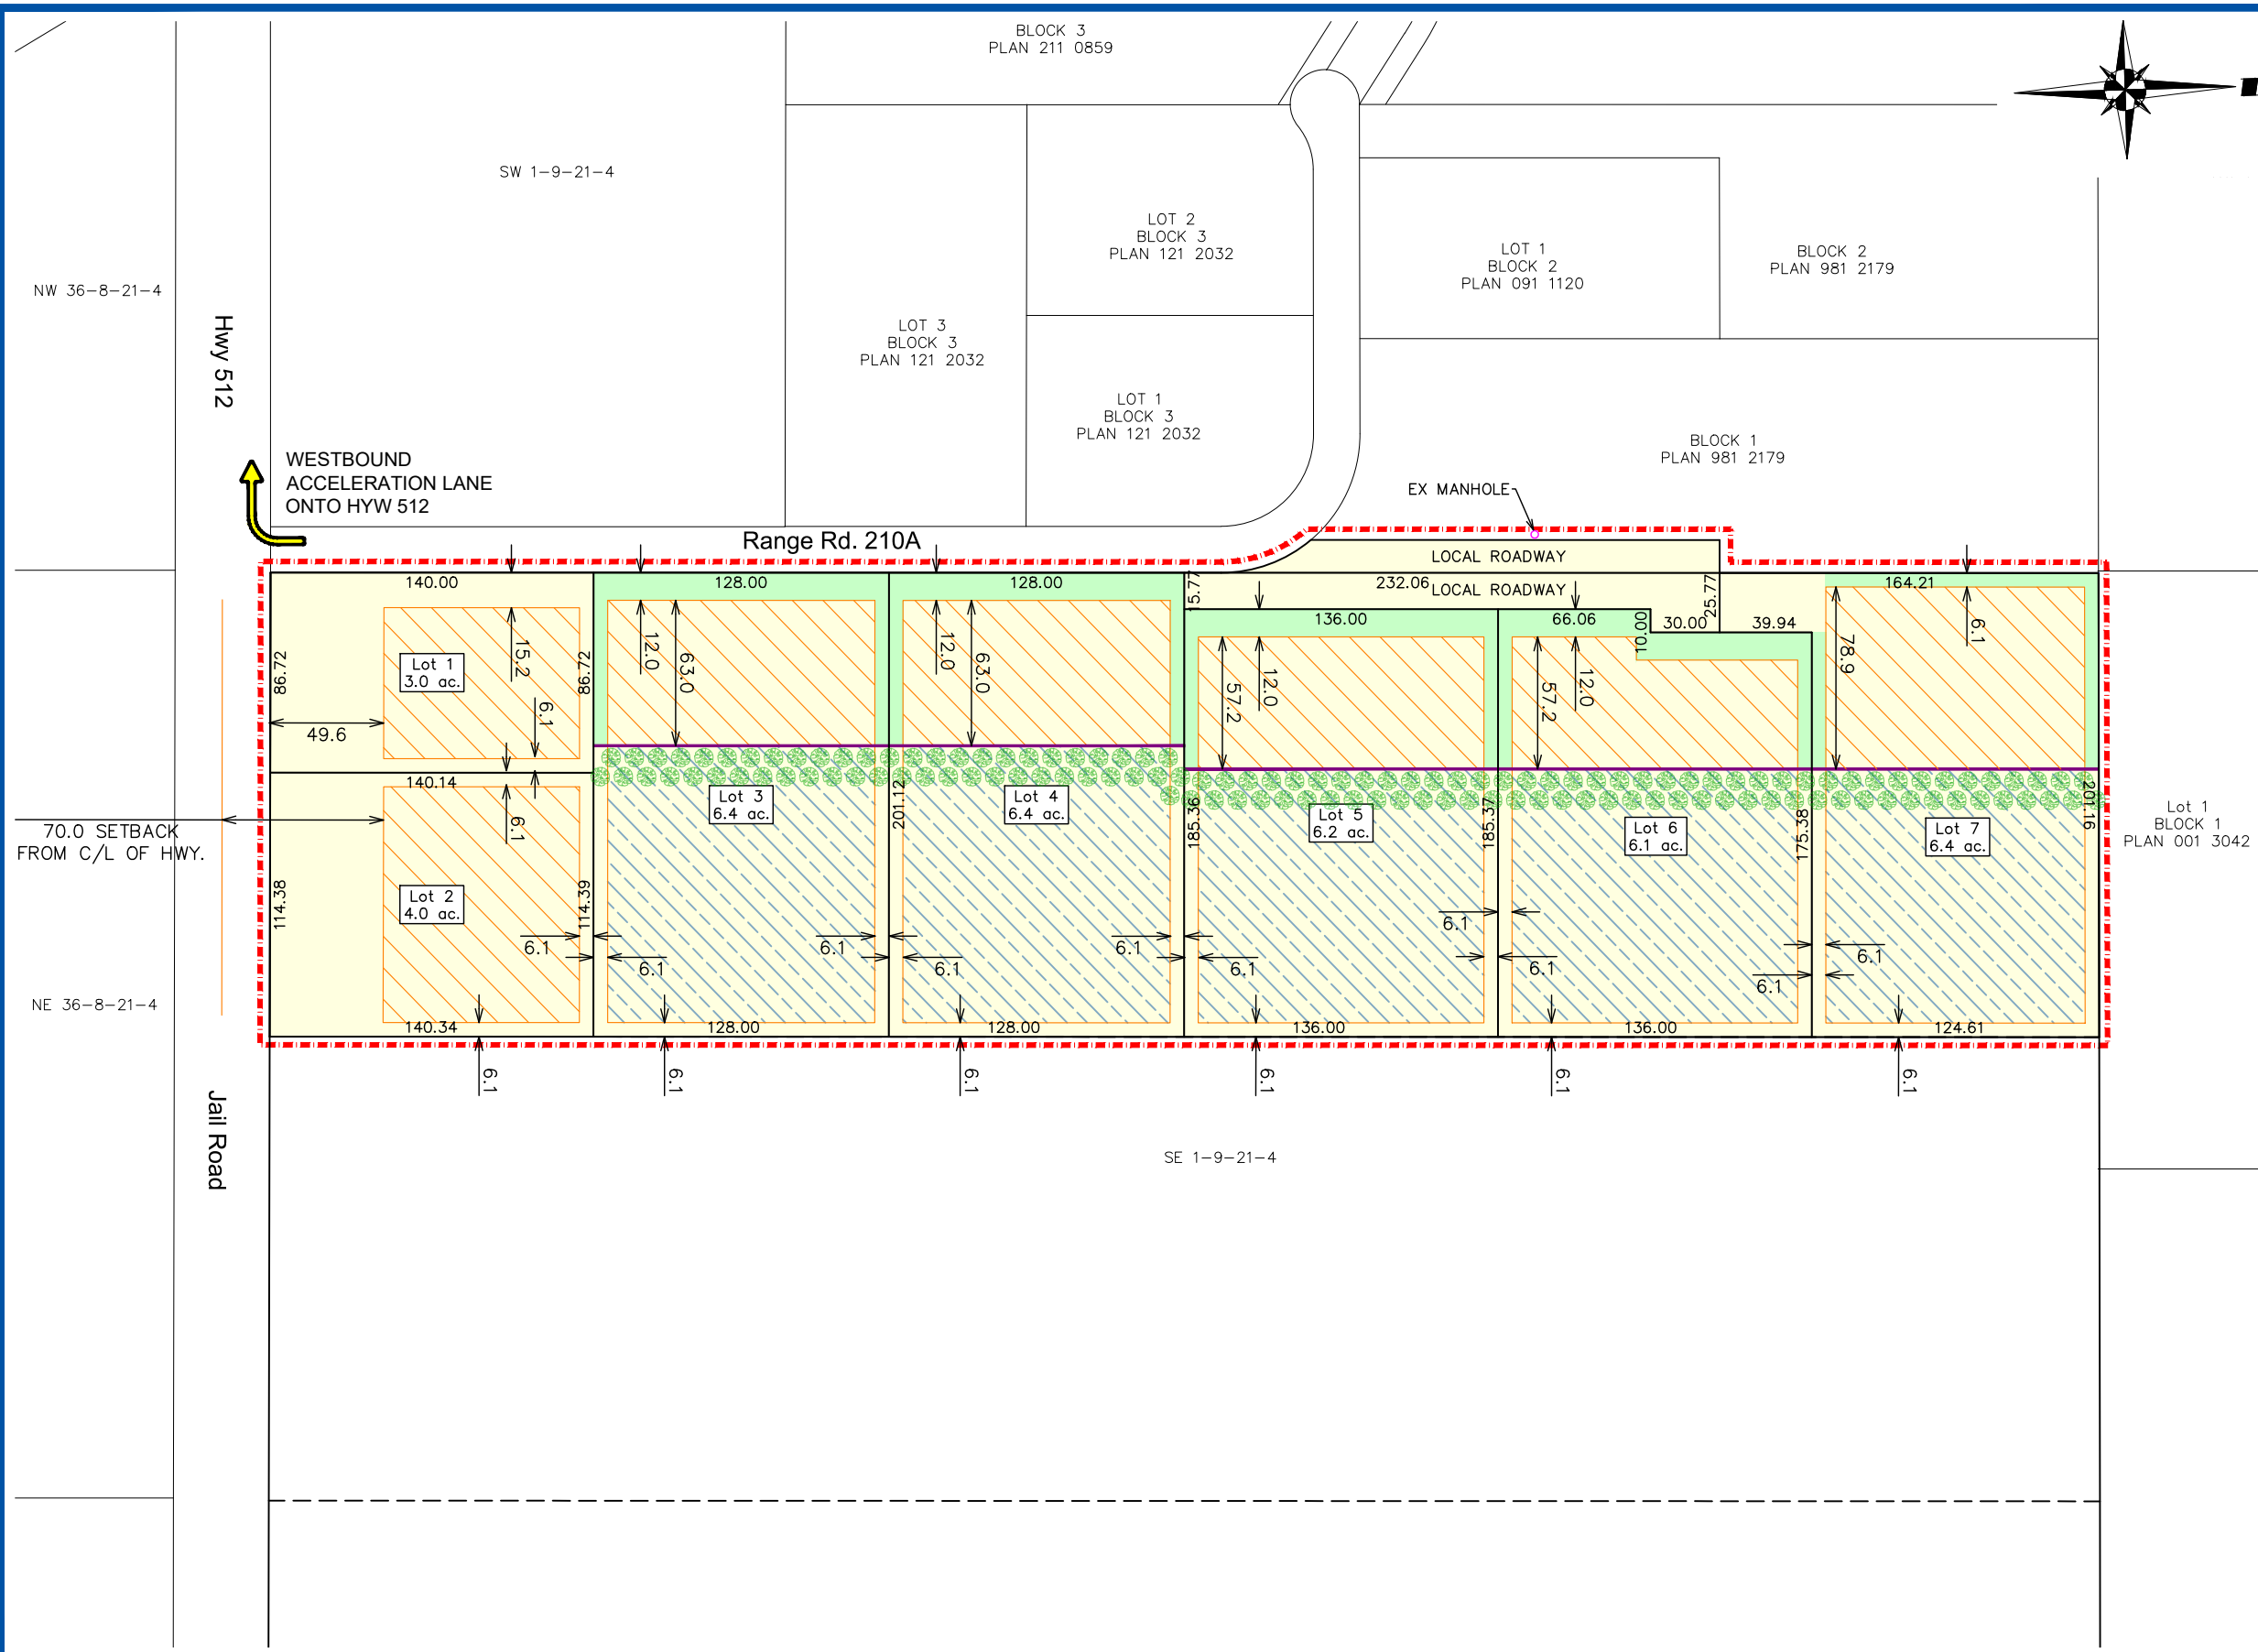 BLOCK 3
PLAN 211 0859
SW 1-9-21-4
LOT 2
BLOCK 3
PLAN 121 2032
LOT 1
BLOCK 2
PLAN 091 1120
BLOCK 2
PLAN 981 2179
NW 36-8-21-4
LOT 3
BLOCK 3
PLAN 121 2032
LOT 1
BLOCK 3
PLAN 121 2032
BLOCK 1
PLAN 981 2179
Hwy 512
WESTBOUND
ACCELERATION LANE
ONTO HYW 512
EX MANHOLE
Range Rd. 210A
LOCAL ROADWAY
LOCAL ROADWAY
140.00
128.00
128.00
15.77
232.06
25.77
164.21
136.00
66.06
10.00
30.00
39.94
86.72
Lot 1
3.0 ac.
15.2
86.72
12.0
63.0
12.0
63.0
57.2
12.0
57.2
12.0
78.9
6.1
49.6
6.1
140.14
6.1
70.0 SETBACK
FROM C/L OF HWY.
Lot 3
6.4 ac.
201.12
Lot 4
6.4 ac.
185.36
Lot 5
6.2 ac.
185.37
Lot 6
6.1 ac.
175.38
Lot 7
6.4 ac.
201.16
Lot 1
BLOCK 1
PLAN 001 3042
114.38
Lot 2
4.0 ac.
114.39
6.1
6.1
6.1
6.1
6.1
6.1
6.1
6.1
6.1
6.1
NE 36-8-21-4
140.34
128.00
128.00
136.00
136.00
124.61
6.1
6.1
6.1
6.1
6.1
6.1
Jail Road
SE 1-9-21-4